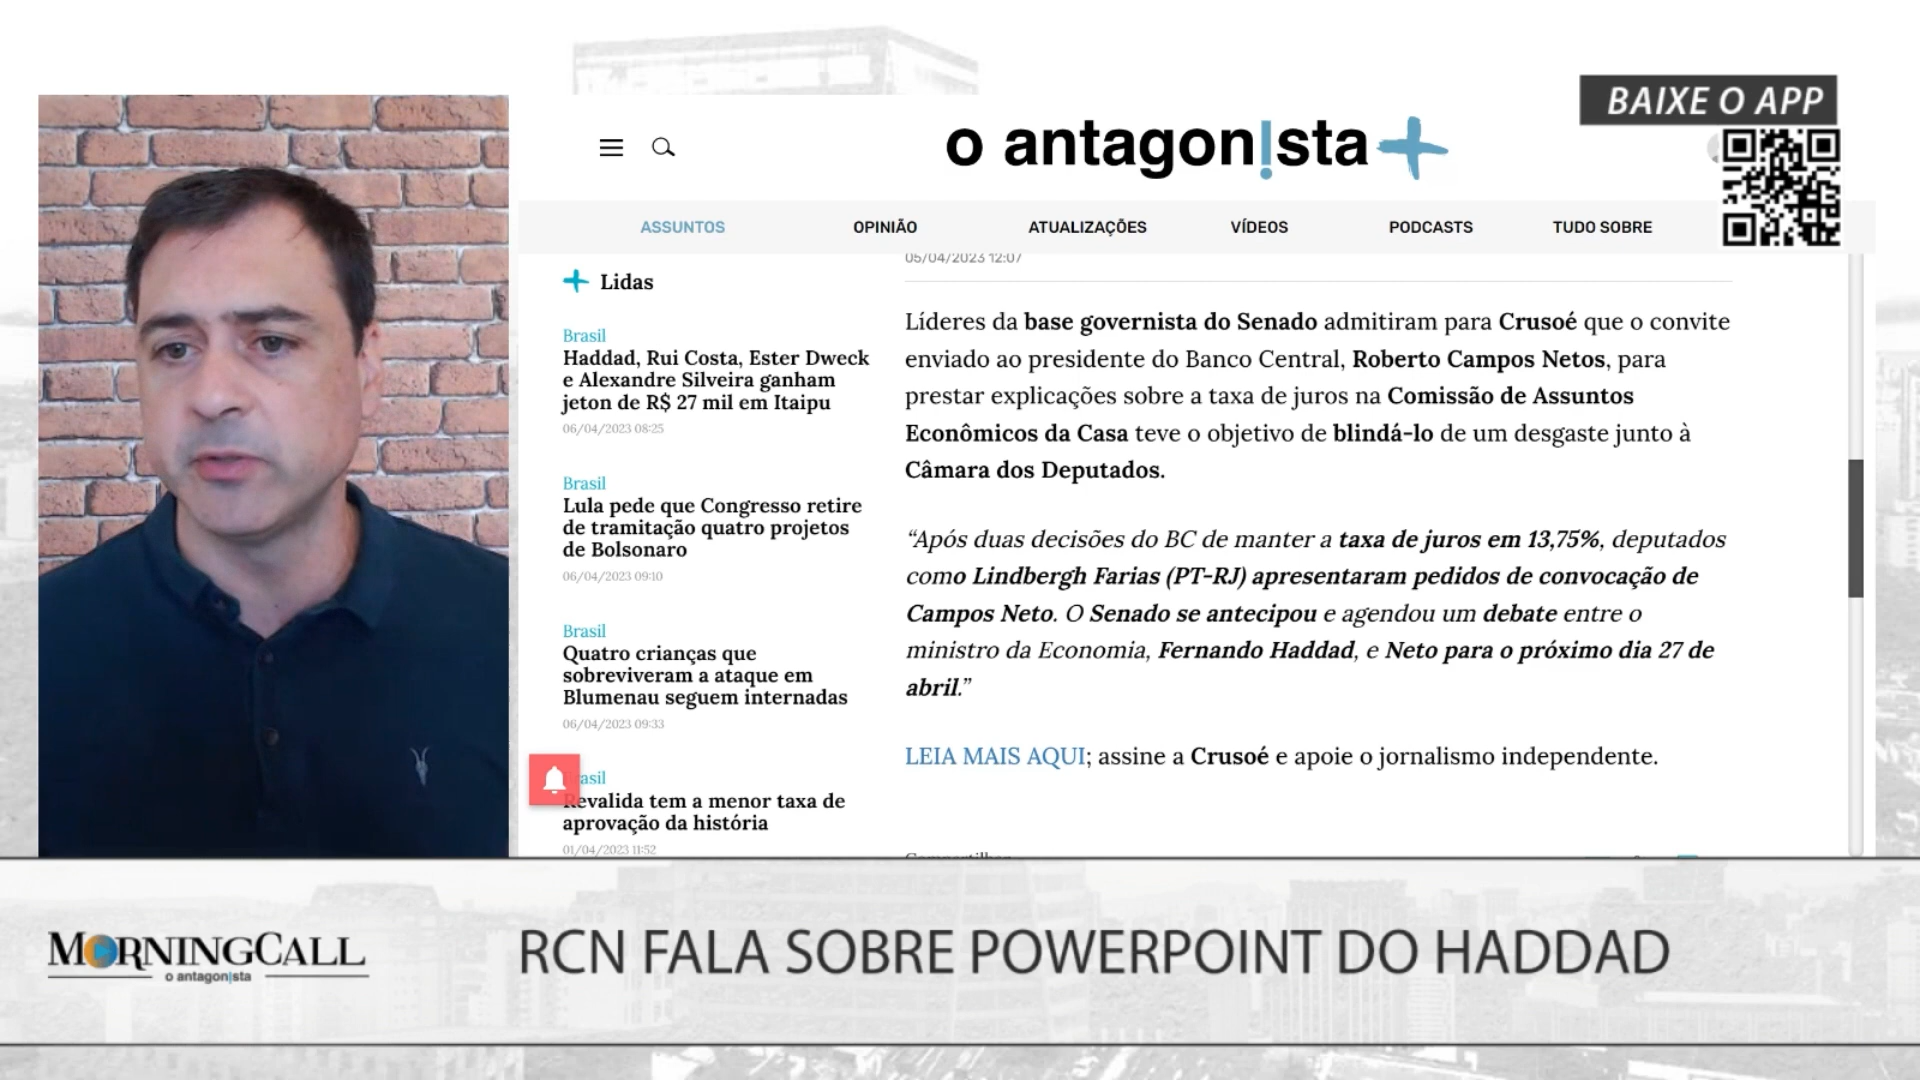 BAIXE O APP
o antagon!sta+
ASSUNTOS
OPINIÃO
ATUALIZAÇÕES
VÍDEOS
PODCASTS
TUDO SOBRE
05/04/2023 12:07
+ Lidas
Brasil
Haddad, Rui Costa, Ester Dweck
e Alexandre Silveira ganham
jeton de R$ 27 mil em Itaipu
06/04/2023 08:25
Brasil
Lula pede que Congresso retire
de tramitação quatro projetos
de Bolsonaro
06/04/2023 09:10
Brasil
Quatro crianças que
sobreviveram a ataque em
Blumenau seguem internadas
06/04/2023 09:33
Brasil
Revalida tem a menor taxa de
aprovação da história
01/04/2023 11:52
Líderes da base governista do Senado admitiram para Crusoé que o convite
enviado ao presidente do Banco Central, Roberto Campos Netos, para
prestar explicações sobre a taxa de juros na Comissão de Assuntos
Econômicos da Casa teve o objetivo de blindá-lo de um desgaste junto à
Câmara dos Deputados.
“Após duas decisões do BC de manter a taxa de juros em 13,75%, deputados
como Lindbergh Farias (PT-RJ) apresentaram pedidos de convocação de
Campos Neto. O Senado se antecipou e agendou um debate entre o
ministro da Economia, Fernando Haddad, e Neto para o próximo dia 27 de
abril.”
LEIA MAIS AQUI; assine a Crusoé e apoie o jornalismo independente.
Compartilhar
MORNINGCALL
o antagon!sta
RCN FALA SOBRE POWERPOINT DO HADDAD